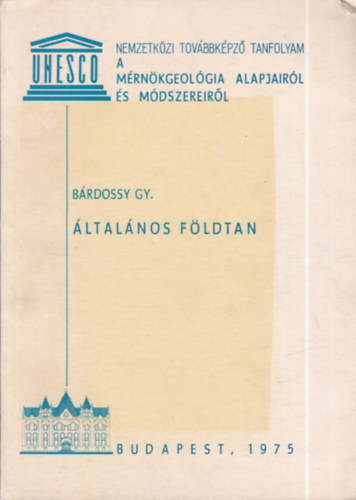 UNESCO
NEMZETKÖZI TOVÁBBKÉPZŐ TANFOLYAM
A
MÉRNÖKGEOLÓGIA ALAPJAIRÓL
ÉS MÓDSZEREIRŐL
BÁRDOSSY GY.
ÁLTALÁNOS FÖLDTAN
BUDAPEST, 1975